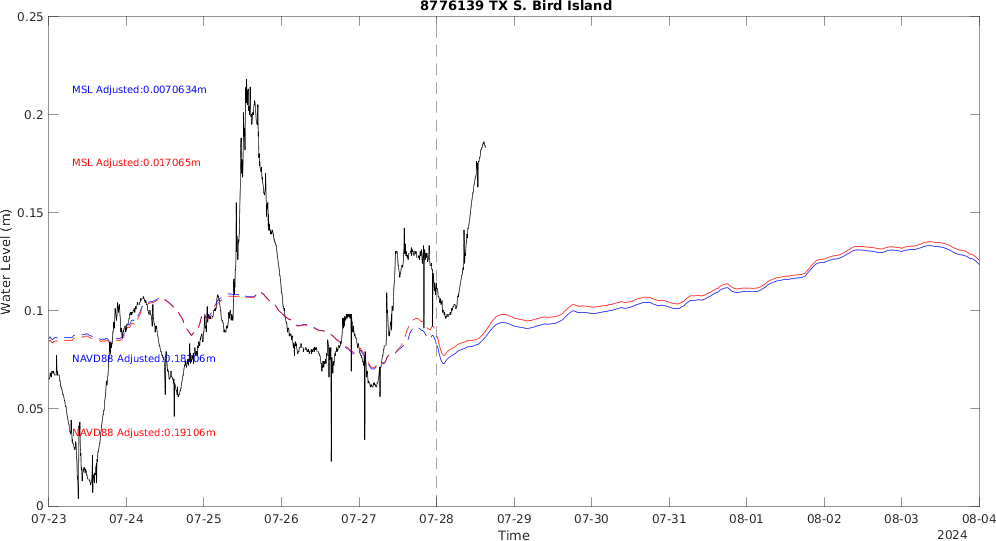 8776139 TX S. Bird Island
0.25
MSL Adjusted:0.0070634m
0.2
MSL Adjusted:0.017065m
0.15
Water Level (m)
0.1
NAVD88 Adjusted:0.18106m
0.05
NAVD88 Adjusted:0.19106m
0
07-23 07-24 07-25 07-26 07-27 07-28 07-29 07-30 07-31 08-01 08-02 08-03 08-04
Time
2024